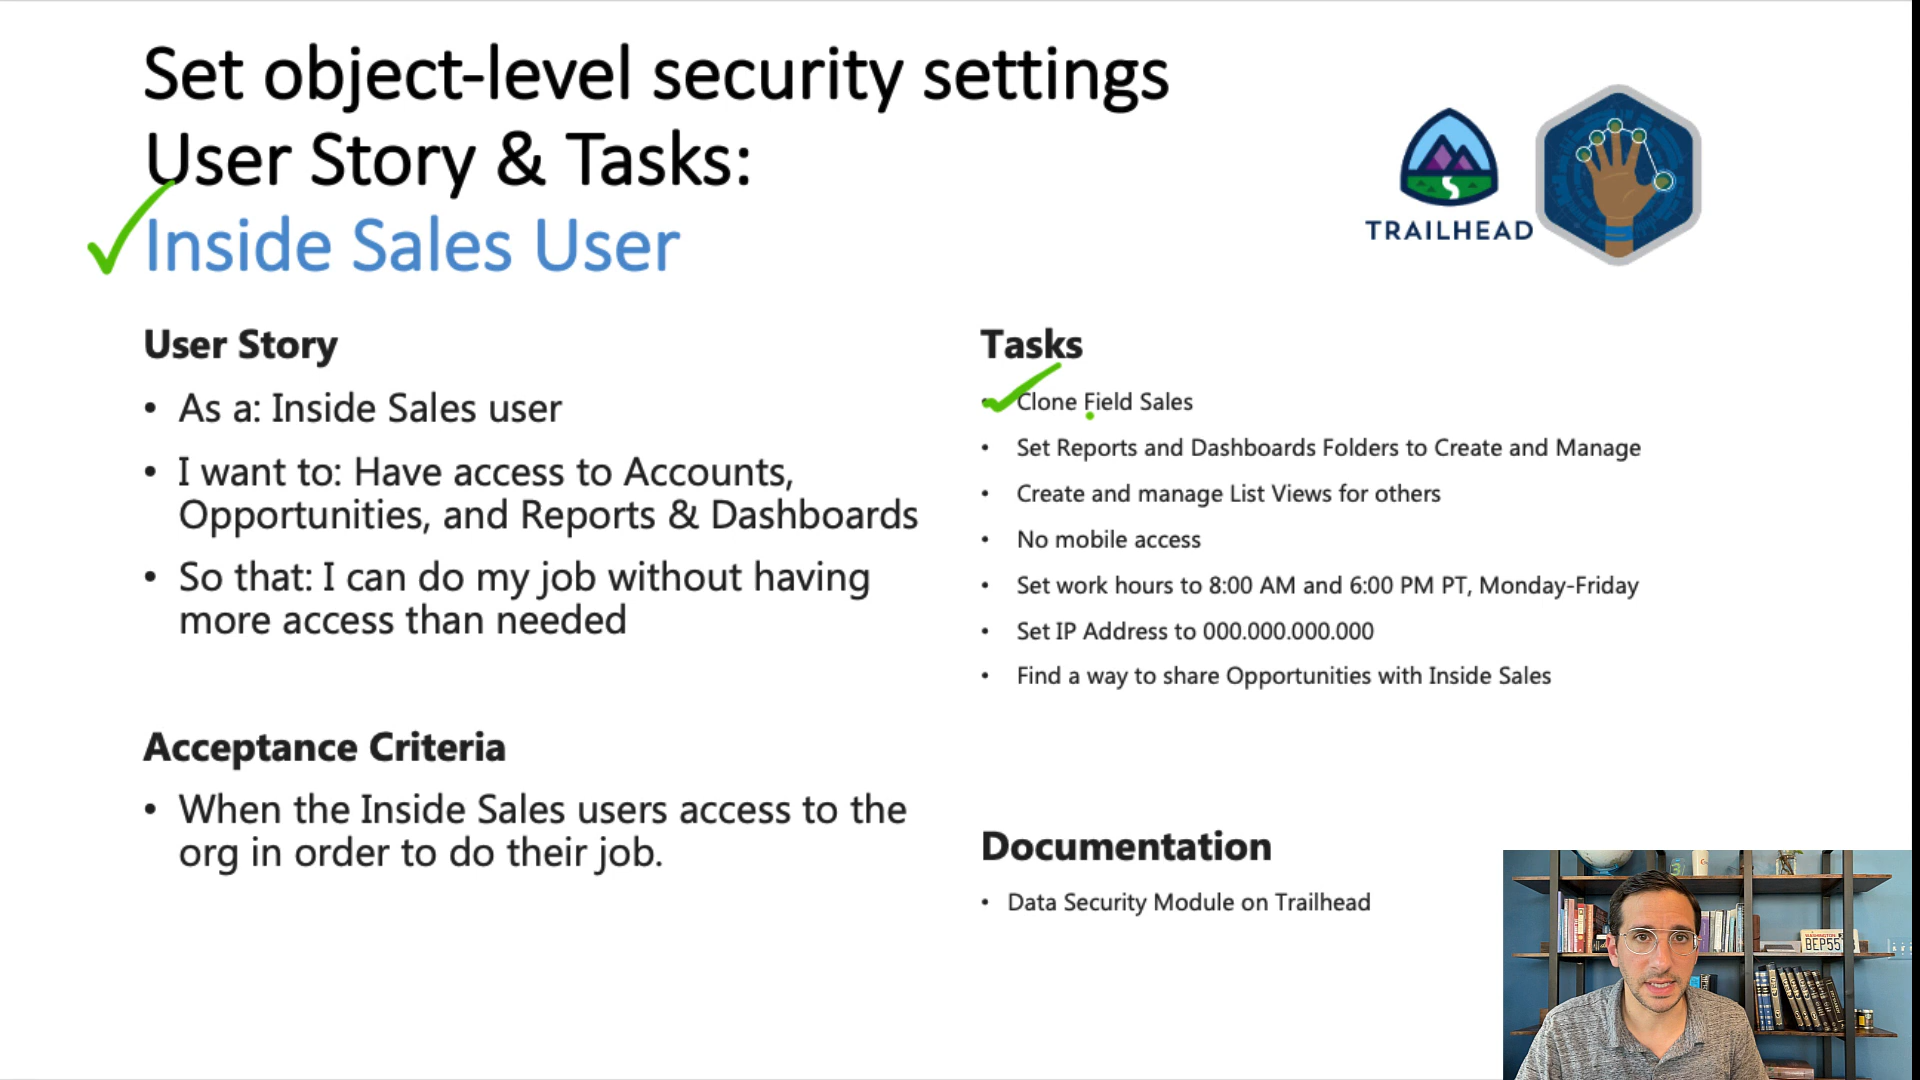 Set object-level security settings
User Story & Tasks:
Inside Sales User
TRAILHEAD
User Story
• As a: Inside Sales user
• I want to: Have access to Accounts,
Opportunities, and Reports & Dashboards
• So that: I can do my job without having
more access than needed
Acceptance Criteria
• When the Inside Sales users access to the
org in order to do their job.
Tasks
• Clone Field Sales
• Set Reports and Dashboards Folders to Create and Manage
• Create and manage List Views for others
• No mobile access
• Set work hours to 8:00 AM and 6:00 PM PT, Monday-Friday
• Set IP Address to 000.000.000.000
• Find a way to share Opportunities with Inside Sales
Documentation
• Data Security Module on Trailhead